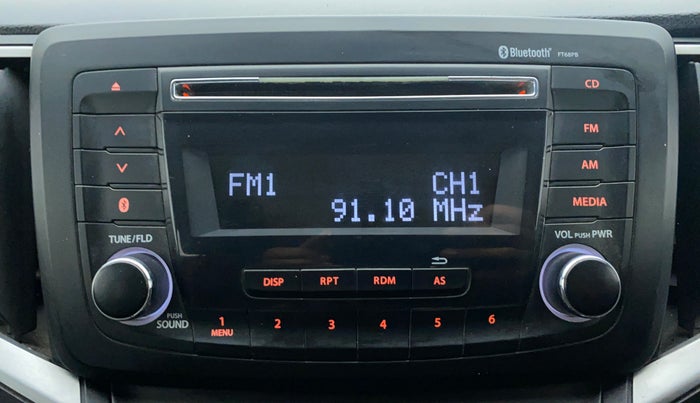 Bluetooth® FT68PB
CD
FM
AM
MEDIA
TUNE/FLD
FM1 CH1
91.10 MHz
VOL PUSH PWR
DISP RPT RDM AS
PUSH
SOUND
1 2 3 4 5 6
MENU